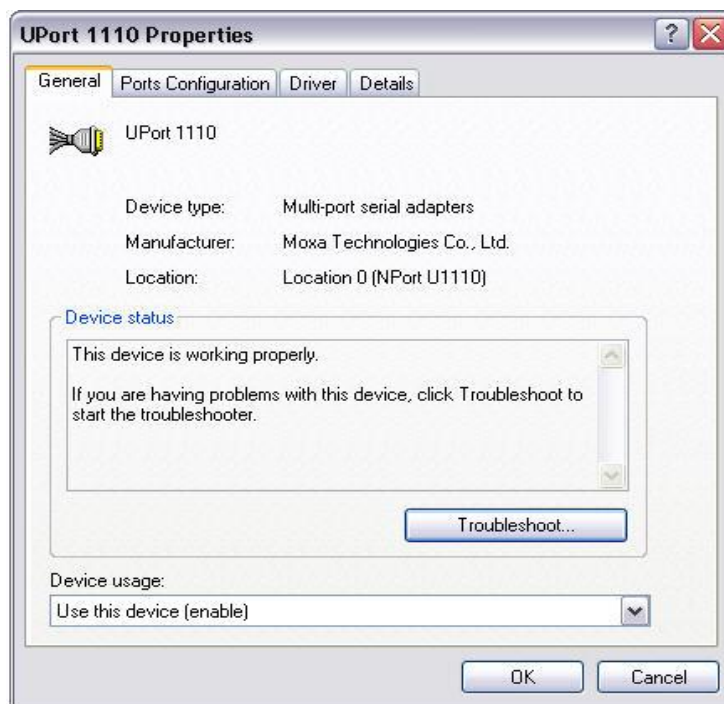 UPort 1110 Properties
General
Ports Configuration
Driver
Details
UPort 1110
Device type: Multi-port serial adapters
Manufacturer: Moxa Technologies Co., Ltd.
Location: Location 0 (NPort U1110)
Device status
This device is working properly.
If you are having problems with this device, click Troubleshoot to
start the troubleshooter.
Troubleshoot...
Device usage:
Use this device (enable)
OK
Cancel